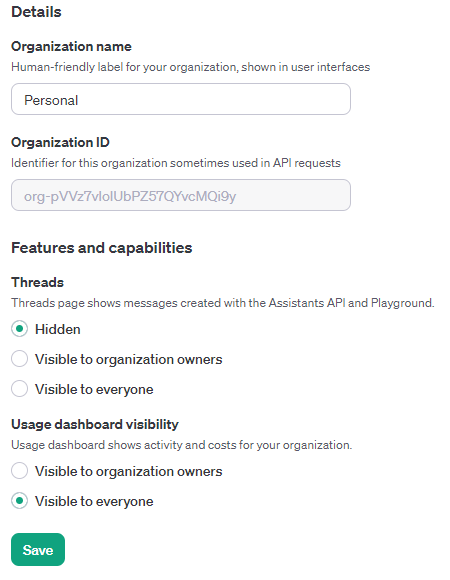 Details
Organization name
Human-friendly label for your organization, shown in user interfaces
Personal
Organization ID
Identifier for this organization sometimes used in API requests
org-pVVz7vIoIUbPZ57QYvcMQi9y
Features and capabilities
Threads
Threads page shows messages created with the Assistants API and Playground.
Hidden
Visible to organization owners
Visible to everyone
Usage dashboard visibility
Usage dashboard shows activity and costs for your organization.
Visible to organization owners
Visible to everyone
Save